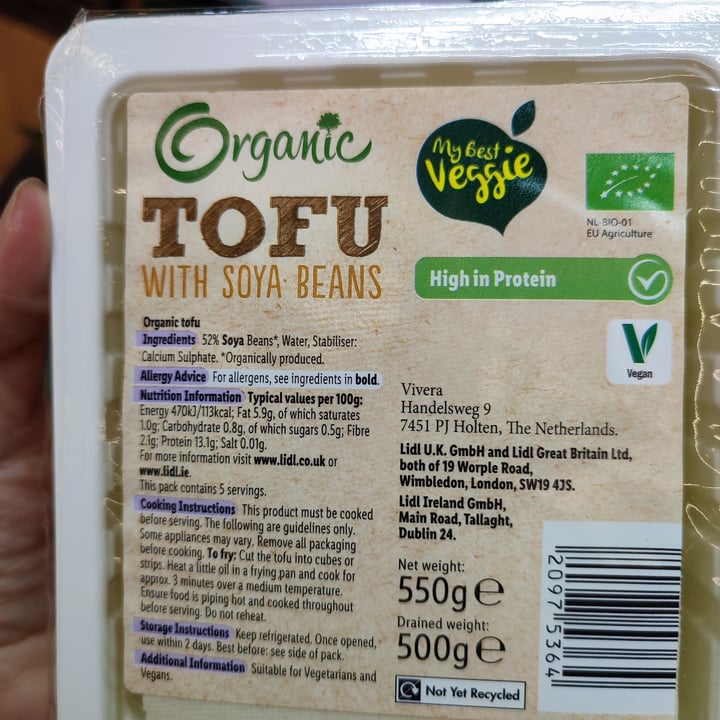 Organic
TOFU
WITH SOYA BEANS
My Best
Veggie
NL-BIO-01
EU Agriculture
High in Protein
Vegan
Organic tofu
Ingredients 52% Soya Beans*, Water, Stabiliser:
Calcium Sulphate. *Organically produced.
Allergy Advice For allergens, see ingredients in bold.
Nutrition Information Typical values per 100g:
Energy 470kJ/113kcal; Fat 5.9g, of which saturates
1.0g; Carbohydrate 0.8g, of which sugars 0.5g; Fibre
2.1g; Protein 13.1g; Salt 0.01g.
For more information visit www.lidl.co.uk or
www.lidl.ie.
This pack contains 5 servings.
Cooking Instructions This product must be cooked
before serving. The following are guidelines only.
Some appliances may vary. Remove all packaging
before cooking. To fry: Cut the tofu into cubes or
strips. Heat a little oil in a frying pan and cook for
approx. 3 minutes over a medium temperature.
Ensure food is piping hot and cooked throughout
before serving. Do not reheat.
Storage Instructions Keep refrigerated. Once opened,
use within 2 days. Best before: see side of pack.
Additional Information Suitable for Vegetarians and
Vegans.
Vivera
Handelsweg 9
7451 PJ Holten, The Netherlands.
Lidl U.K. GmbH and Lidl Great Britain Ltd,
both of 19 Worple Road,
Wimbledon, London, SW19 4JS.
Lidl Ireland GmbH,
Main Road, Tallaght,
Dublin 24.
Net weight:
550g e
Drained weight:
500g e
Not Yet Recycled
2097 5364